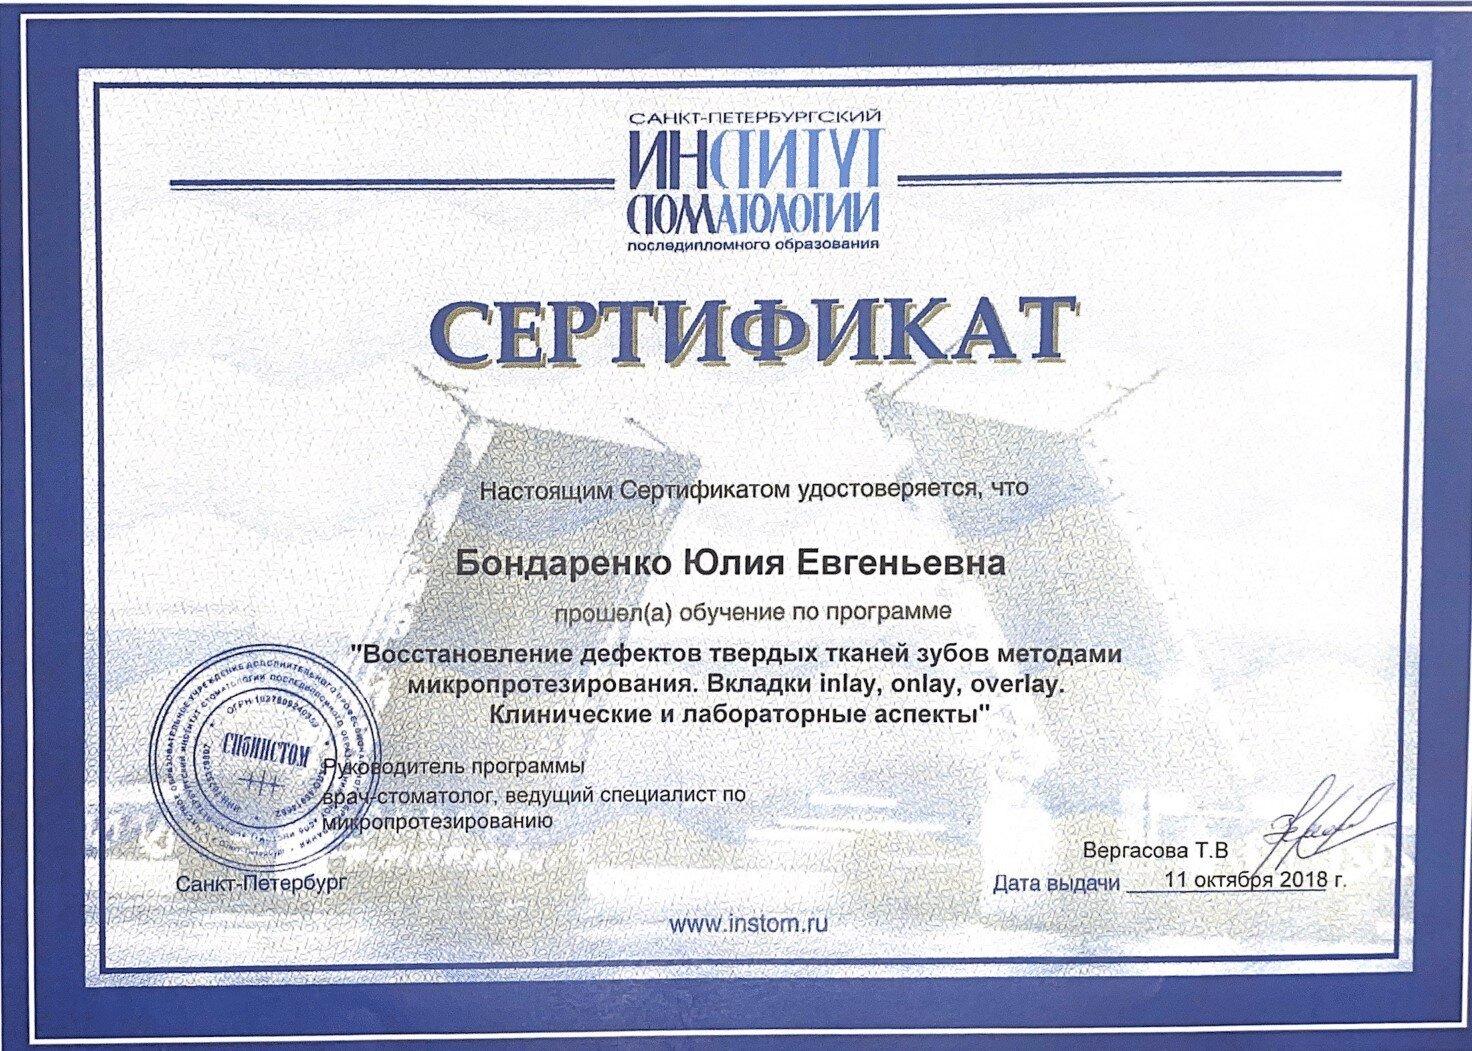 САНКТ-ПЕТЕРБУРГСКИЙ
ИНСТИТУТ
СТОМАТОЛОГИИ
последипломного образования
СЕРТИФИКАТ
Настоящим Сертификатом удостоверяется, что
Бондаренко Юлия Евгеньевна
прошел(а) обучение по программе
"Восстановление дефектов твердых тканей зубов методами
микропротезирования. Вкладки inlay, onlay, overlay.
Клинические и лабораторные аспекты"
СПбИНСТОМ
Руководитель программы
врач-стоматолог, ведущий специалист по
микропротезированию
Вергасова Т.В
Санкт-Петербург
Дата выдачи 11 октября 2018 г.
www.instom.ru